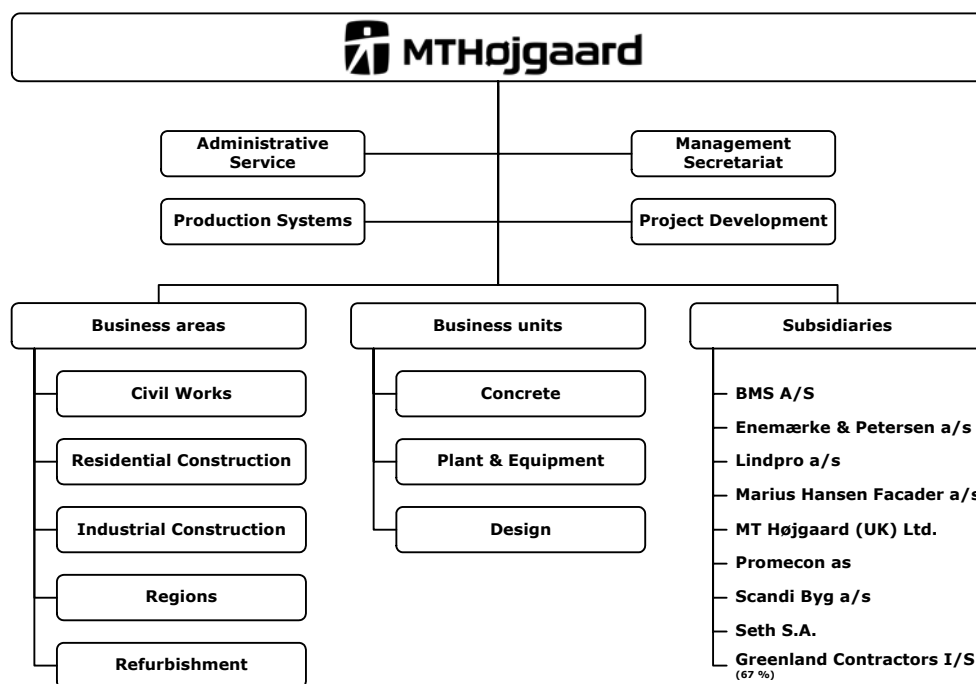 MTHøjgaard
Administrative
Service
Management
Secretariat
Production Systems
Project Development
Business areas
Civil Works
Residential Construction
Industrial Construction
Regions
Refurbishment
Business units
Concrete
Plant & Equipment
Design
Subsidiaries
BMS A/S
Enemærke & Petersen a/s
Lindpro a/s
Marius Hansen Facader a/s
MT Højgaard (UK) Ltd.
Promecon as
Scandi Byg a/s
Seth S.A.
Greenland Contractors I/S
(67 %)